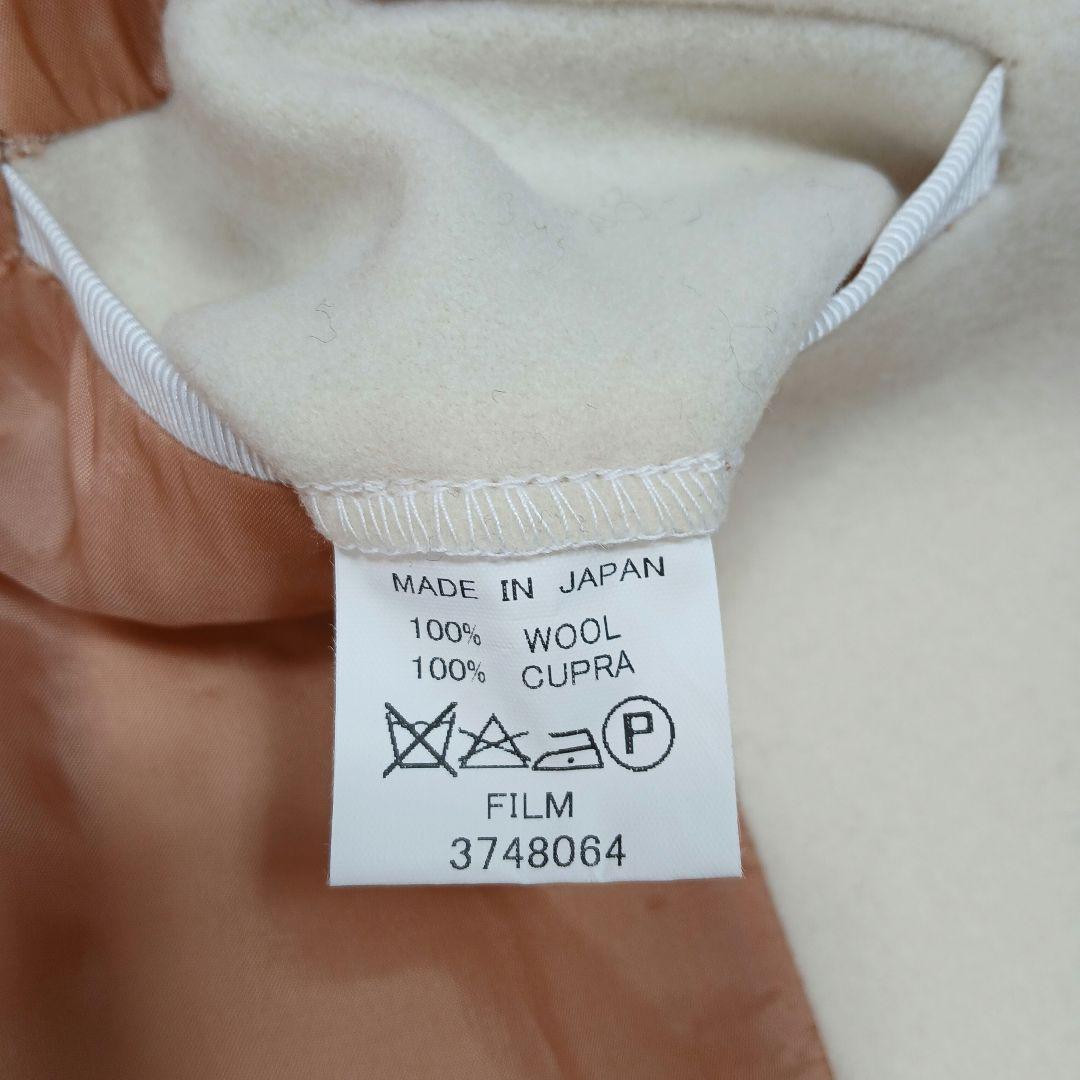 MADE IN JAPAN
100% WOOL
100% CUPRA
P
FILM
3748064